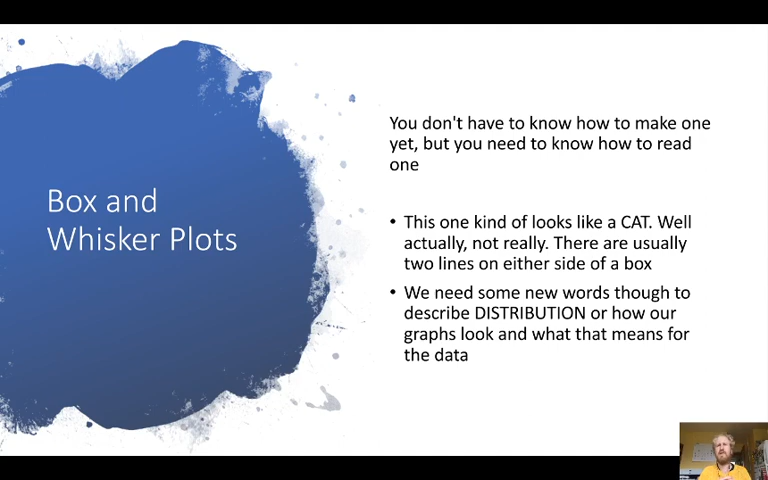 Box and
Whisker Plots
You don't have to know how to make one
yet, but you need to know how to read
one
• This one kind of looks like a CAT. Well
actually, not really. There are usually
two lines on either side of a box
• We need some new words though to
describe DISTRIBUTION or how our
graphs look and what that means for
the data